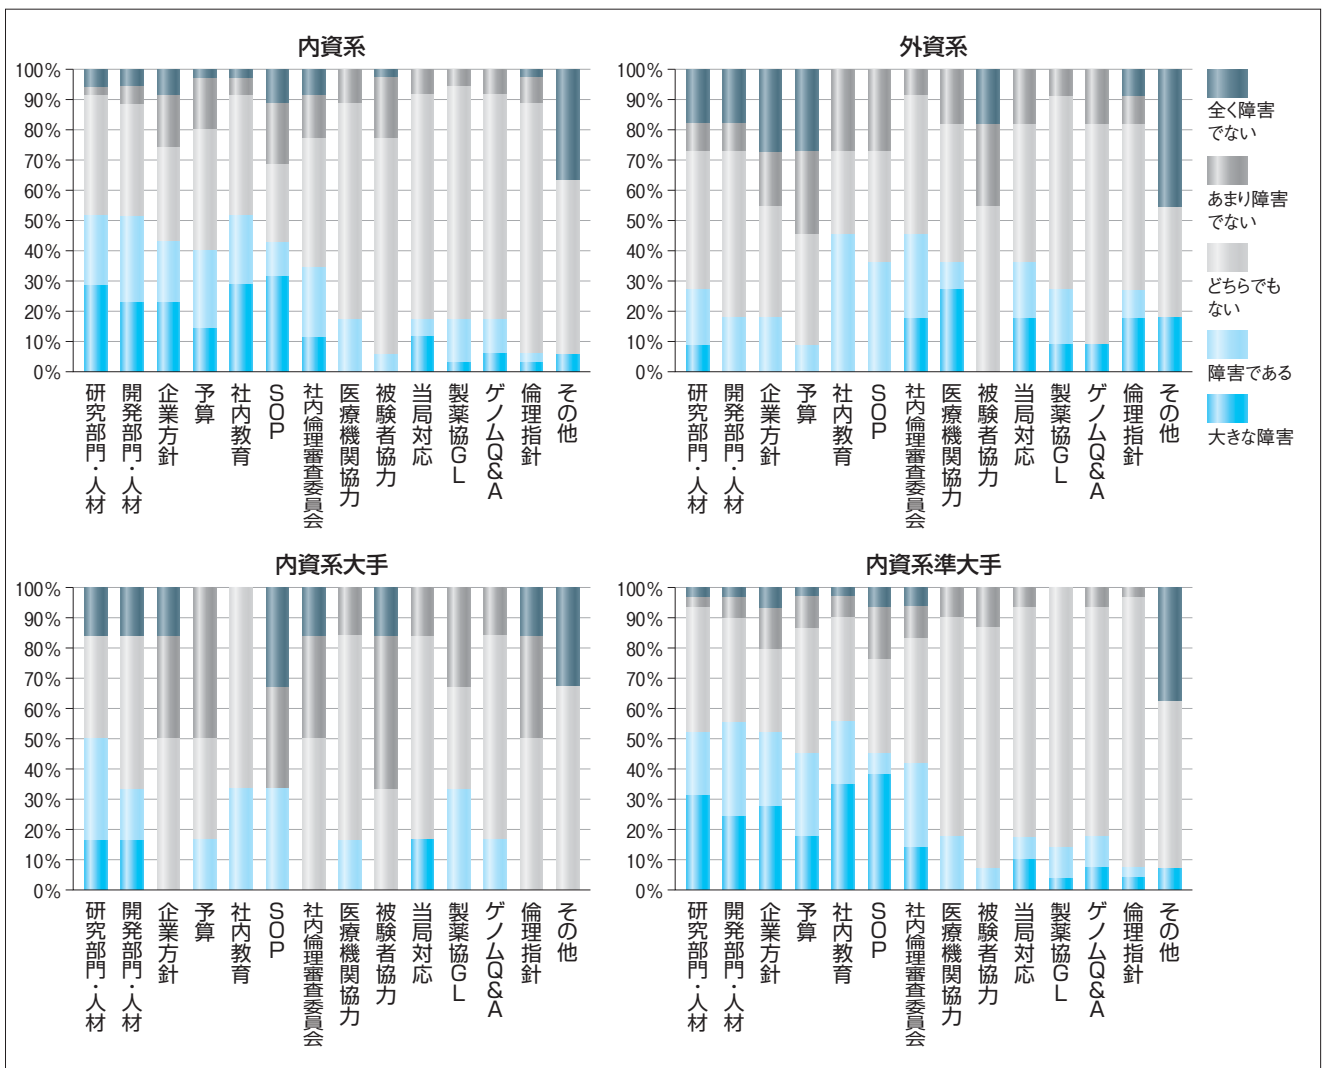 内資系
100%
90%
80%
70%
60%
50%
40%
30%
20%
10%
0%
研究部門・人材
開発部門・人材
企業方針
予算
社内教育
SOP
社内倫理審査委員会
医療機関協力
被験者協力
当局対応
製薬協GL
ゲノムQ&A
倫理指針
その他
外資系
100%
90%
80%
70%
60%
50%
40%
30%
20%
10%
0%
研究部門・人材
開発部門・人材
企業方針
予算
社内教育
SOP
社内倫理審査委員会
医療機関協力
被験者協力
当局対応
製薬協GL
ゲノムQ&A
倫理指針
その他
全く障害
でない
あまり障害
でない
どちらでも
ない
障害である
大きな障害
内資系大手
100%
90%
80%
70%
60%
50%
40%
30%
20%
10%
0%
研究部門・人材
開発部門・人材
企業方針
予算
社内教育
SOP
社内倫理審査委員会
医療機関協力
被験者協力
当局対応
製薬協GL
ゲノムQ&A
倫理指針
その他
内資系準大手
100%
90%
80%
70%
60%
50%
40%
30%
20%
10%
0%
研究部門・人材
開発部門・人材
企業方針
予算
社内教育
SOP
社内倫理審査委員会
医療機関協力
被験者協力
当局対応
製薬協GL
ゲノムQ&A
倫理指針
その他